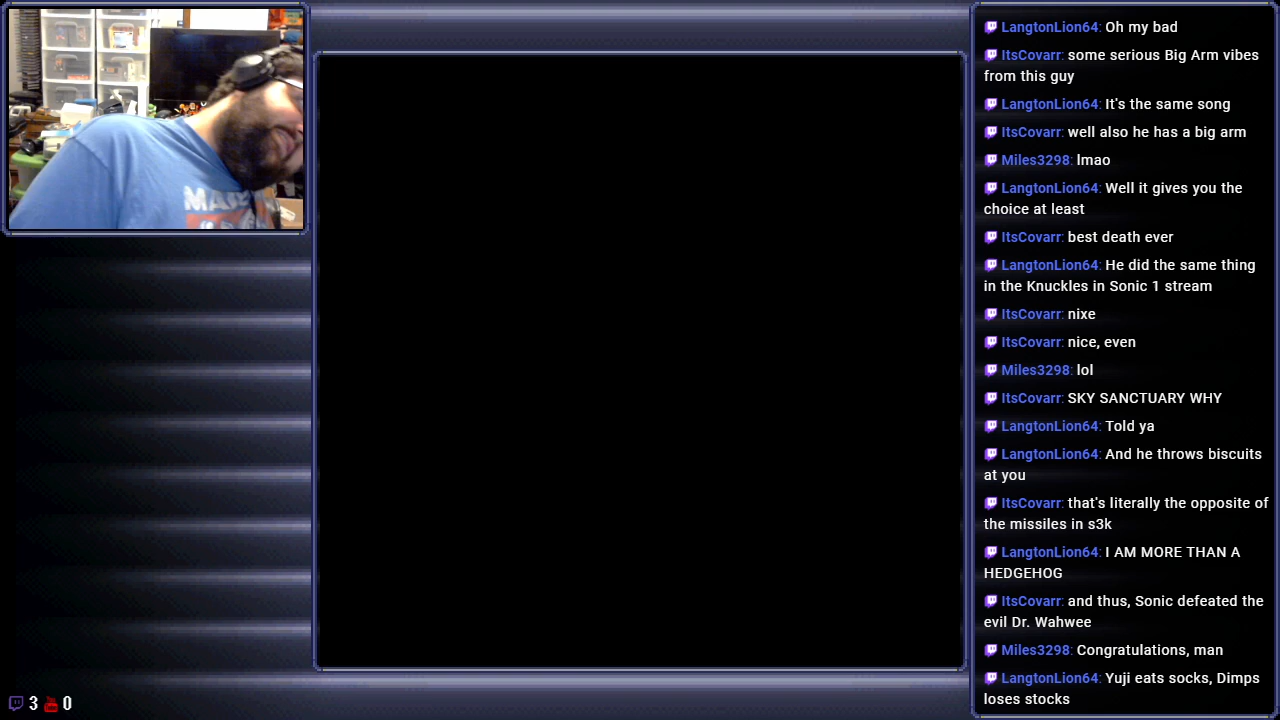 LangtonLion64: Oh my bad
ItsCovarr: some serious Big Arm vibes
from this guy
LangtonLion64: It's the same song
ItsCovarr: well also he has a big arm
Miles3298: lmao
LangtonLion64: Well it gives you the
choice at least
ItsCovarr: best death ever
LangtonLion64: He did the same thing
in the Knuckles in Sonic 1 stream
ItsCovarr: nixe
ItsCovarr: nice, even
Miles3298: lol
ItsCovarr: SKY SANCTUARY WHY
LangtonLion64: Told ya
LangtonLion64: And he throws biscuits
at you
ItsCovarr: that's literally the opposite of
the missiles in s3k
LangtonLion64: I AM MORE THAN A
HEDGEHOG
ItsCovarr: and thus, Sonic defeated the
evil Dr. Wahwee
Miles3298: Congratulations, man
LangtonLion64: Yuji eats socks, Dimps
loses stocks
3 0